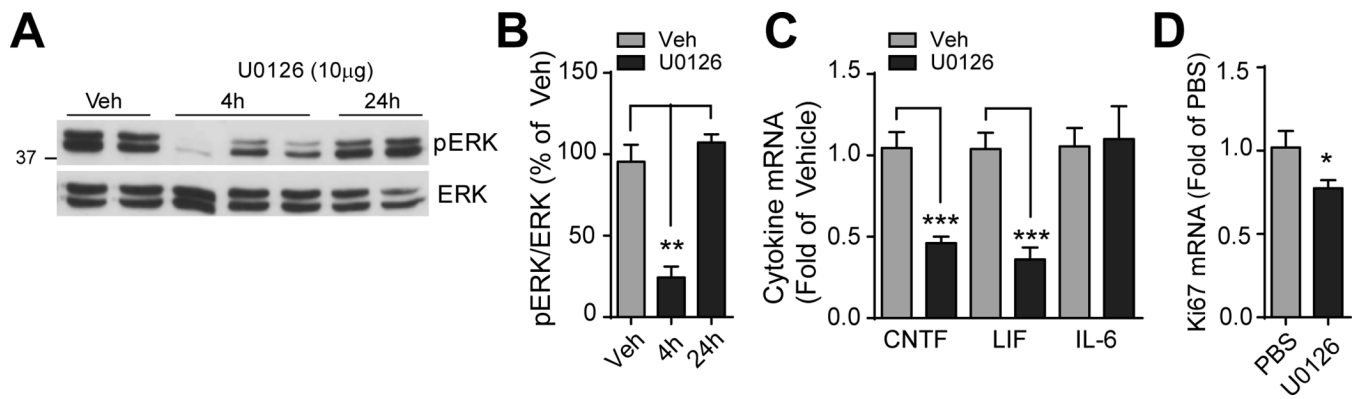 A
U0126 (10µg)
Veh 4h 24h
37
pERK
ERK
B
Veh
U0126
pERK/ERK (% of Veh)
150
100
50
0
**
Veh 4h 24h
C
Veh
U0126
Cytokine mRNA
(Fold of Vehicle)
1.5
1.0
0.5
0.0
*** ***
CNTF LIF IL-6
D
Ki67 mRNA (Fold of PBS)
1.5
1.0
0.5
0.0
*
PBS U0126